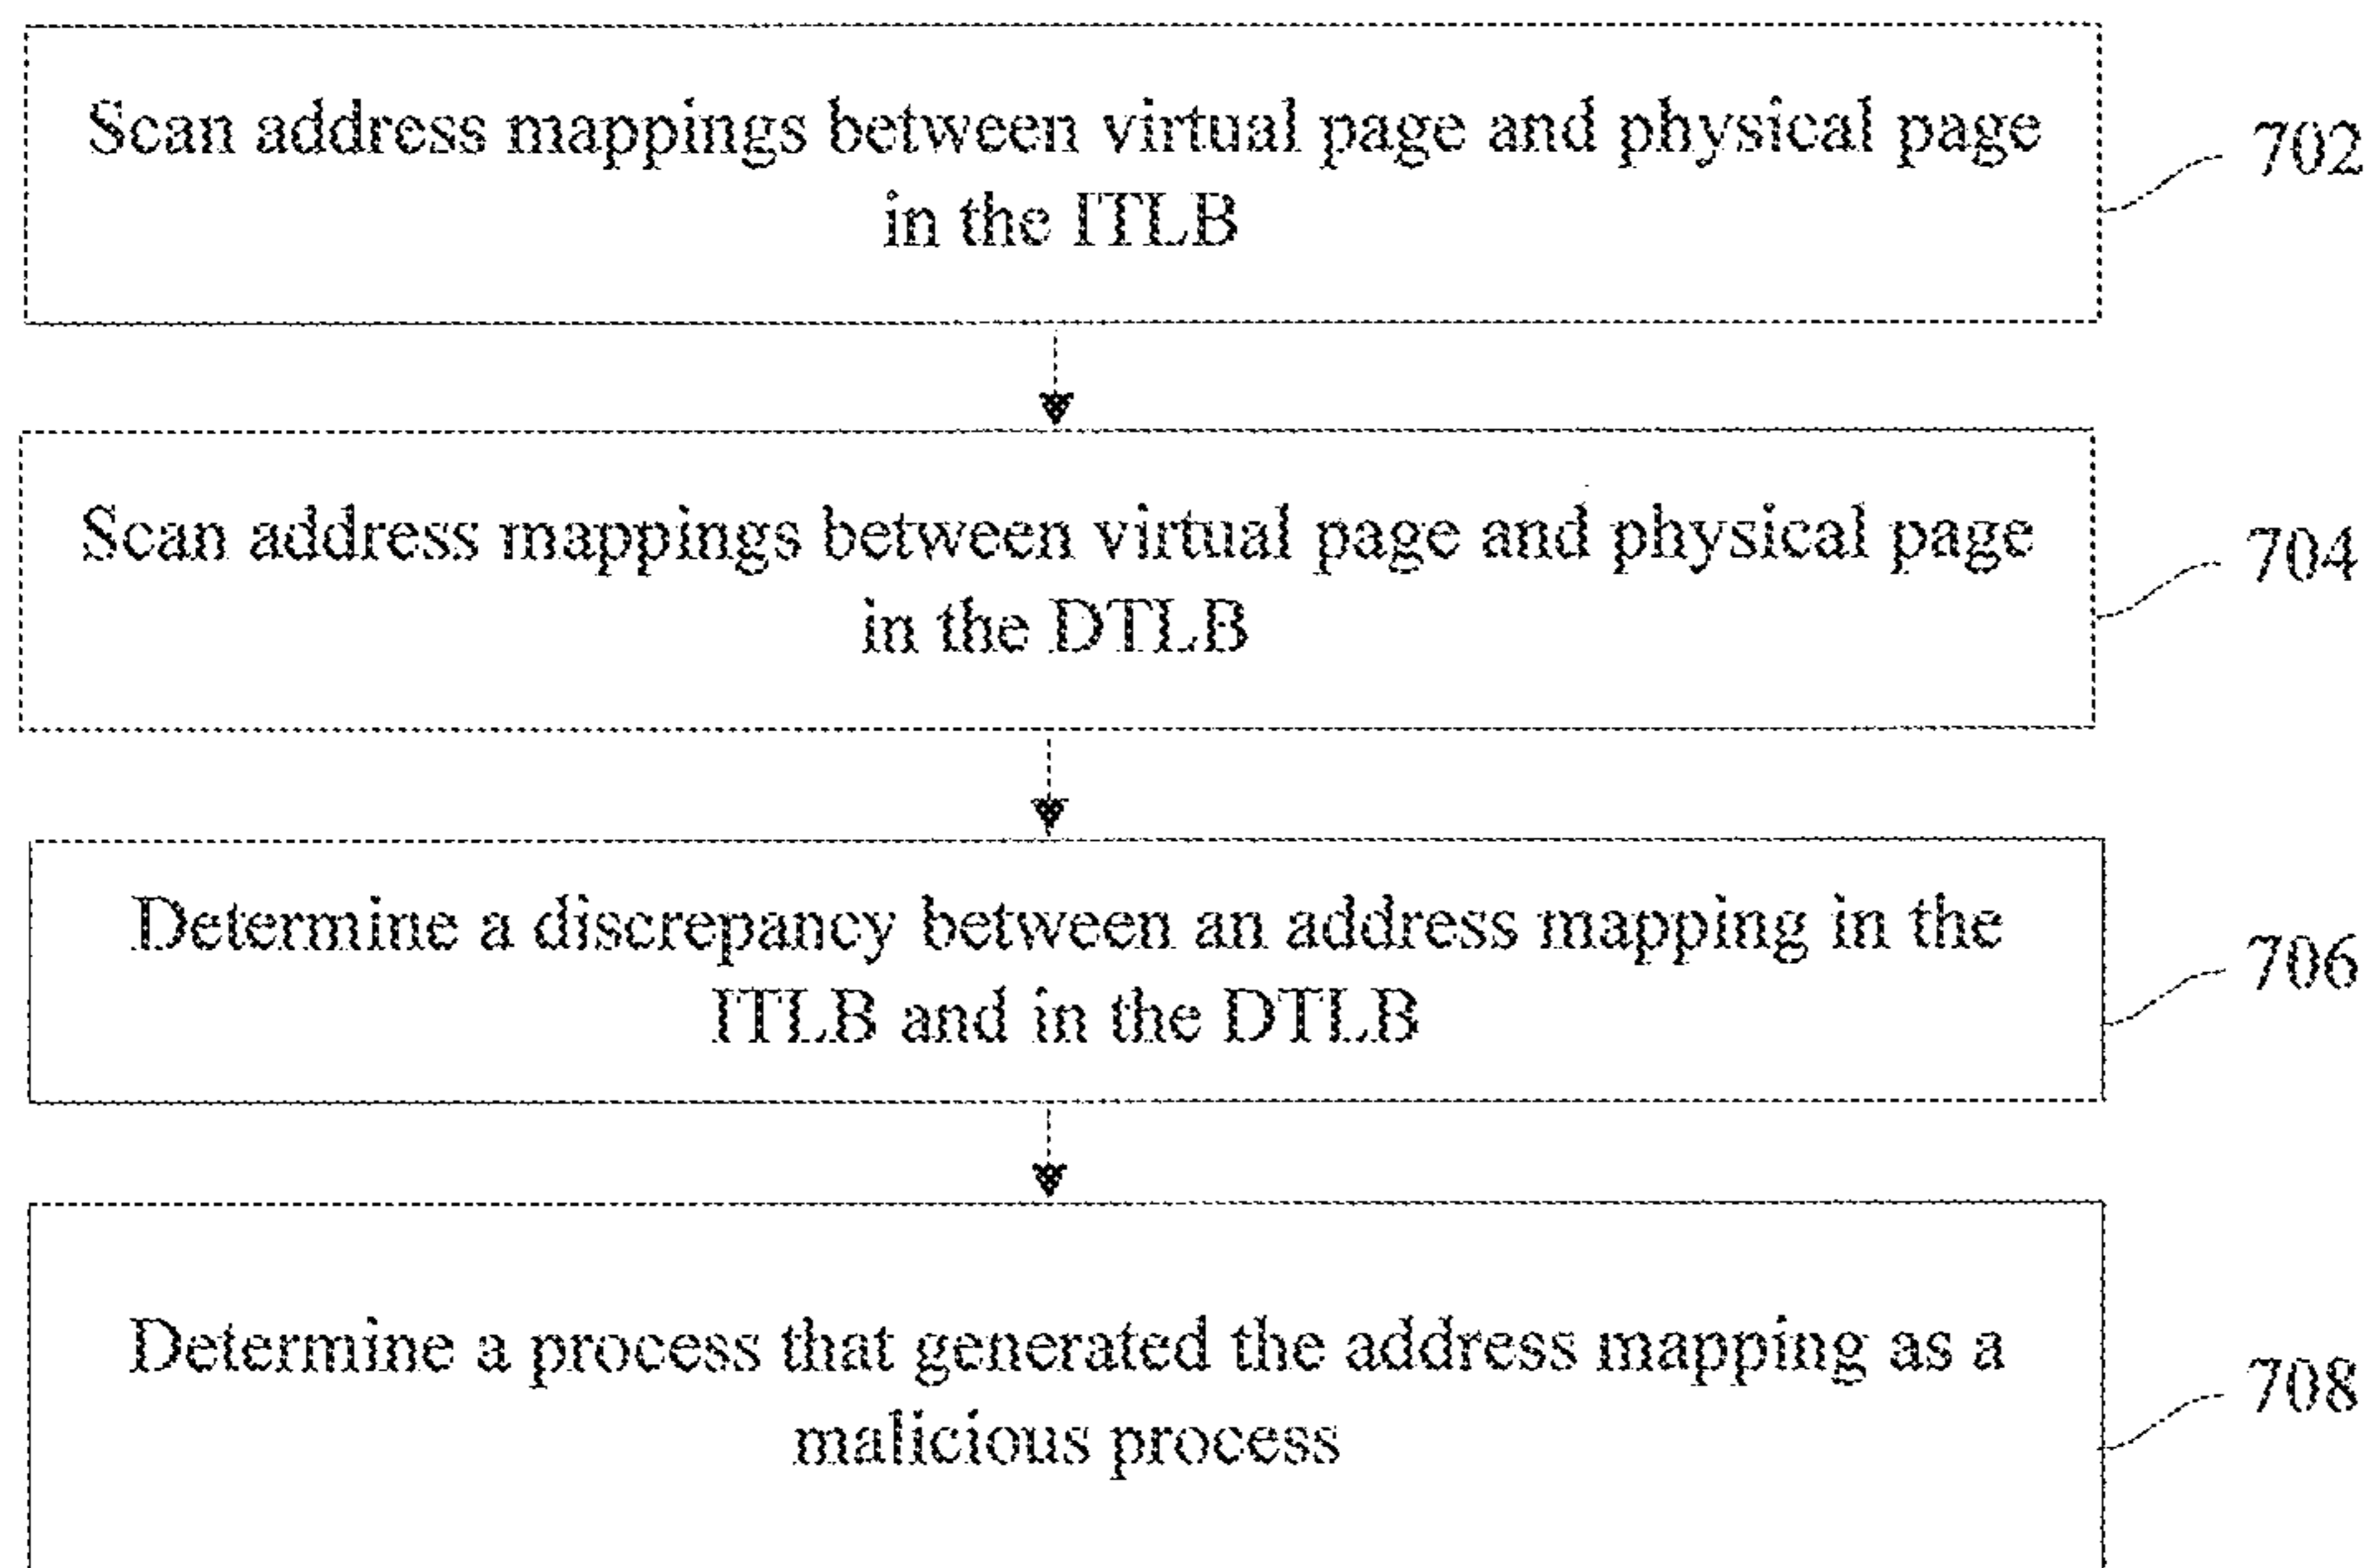 Scan address mappings between virtual page and physical page
in the ITLB
702
Scan address mappings between virtual page and physical page
in the DTLB
704
Determine a discrepancy between an address mapping in the
ITLB and in the DTLB
706
Determine a process that generated the address mapping as a
malicious process
708